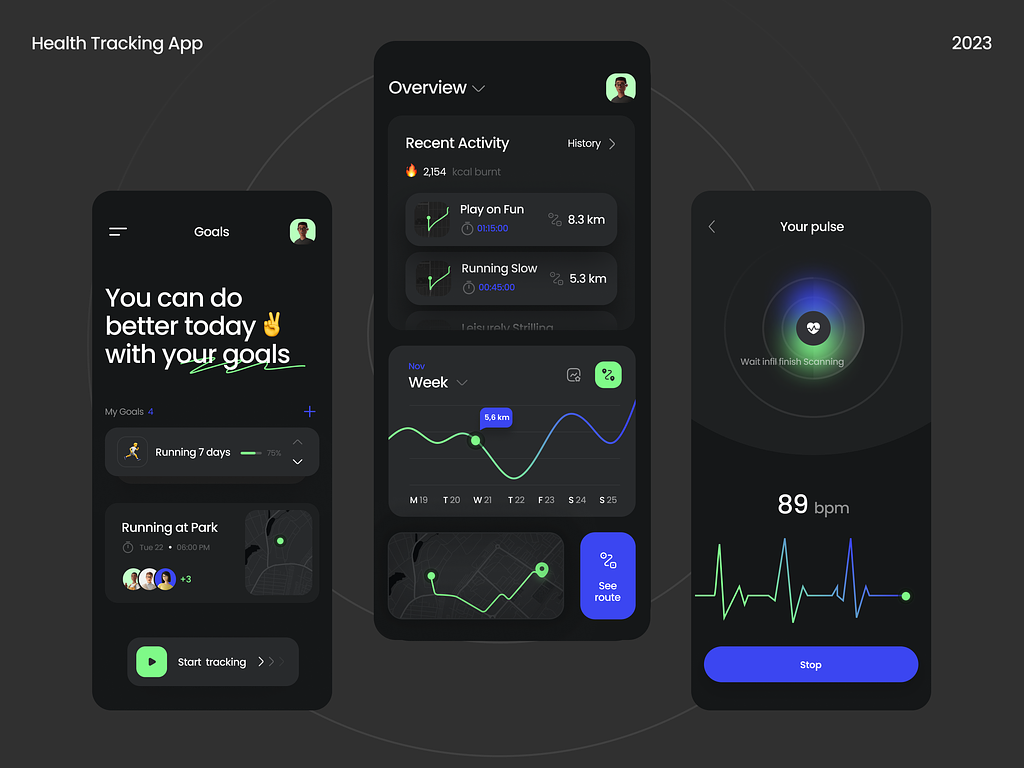 Health Tracking App
2023
Goals
You can do
better today✌️
with your goals
My Goals 4
Running 7 days 75%
Running at Park
Tue 22 • 06:00 PM
+3
Start tracking
Overview
Recent Activity
History
🔥 2,154 kcal burnt
Play on Fun
01:15:00
8.3 km
Running Slow
00:45:00
5.3 km
Leisurely Strilling
Nov
Week
5,6 km
M 19 T 20 W 21 T 22 F 23 S 24 S 25
See
route
Your pulse
Wait infil finish Scanning
89 bpm
Stop